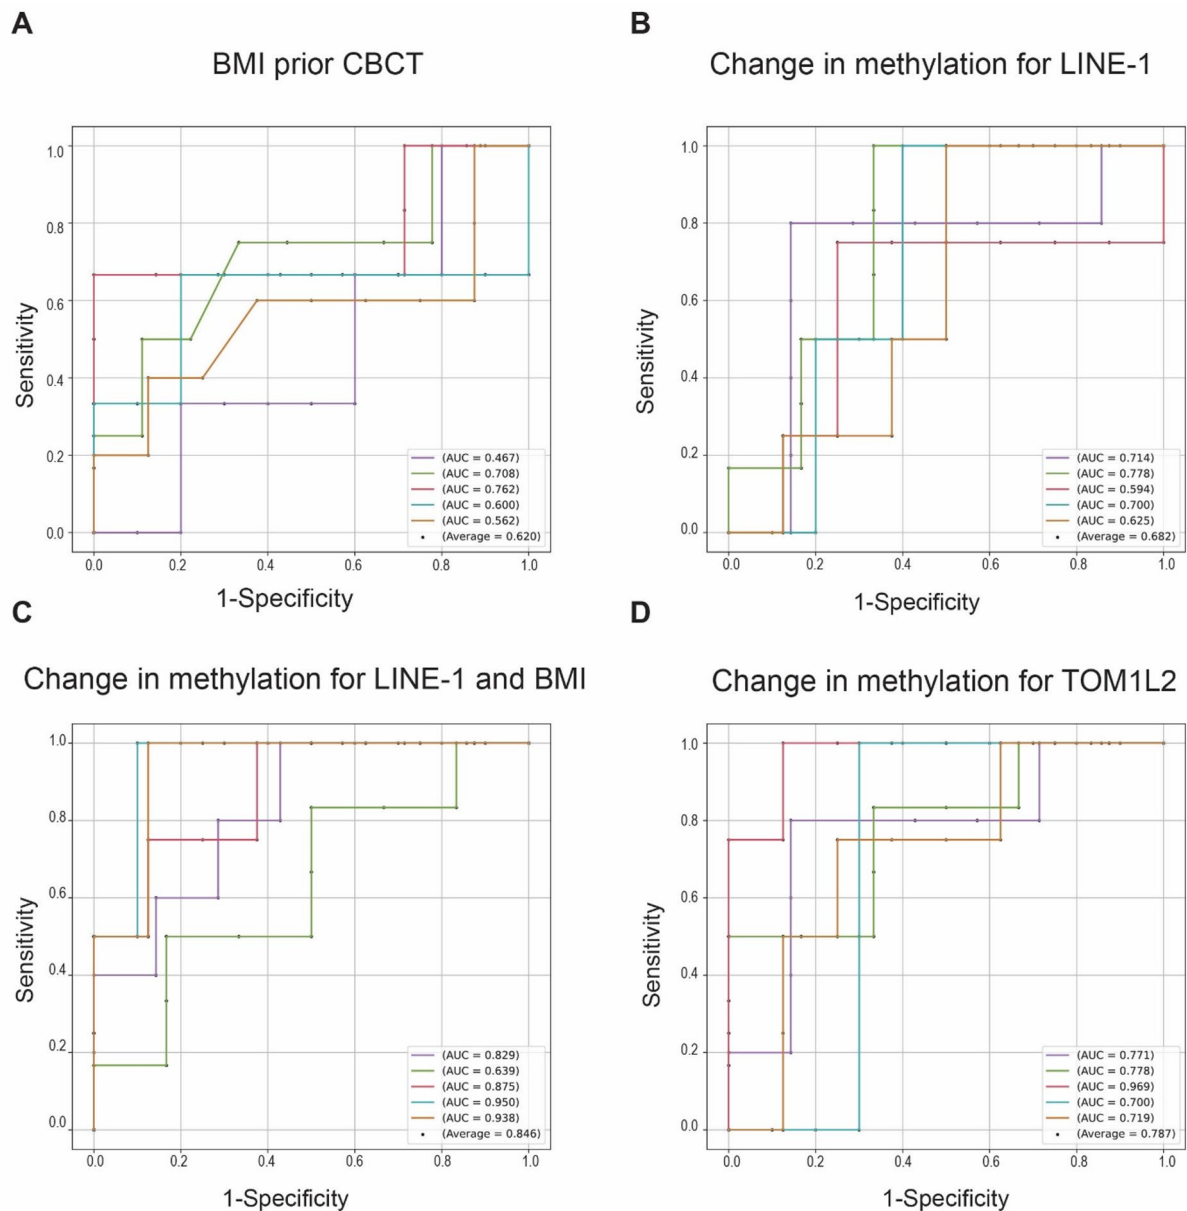 A
BMI prior CBCT
Sensitivity
1.0
0.8
0.6
0.4
0.2
0.0
(AUC = 0.467)
(AUC = 0.708)
(AUC = 0.762)
(AUC = 0.600)
(AUC = 0.562)
(Average = 0.620)
0.0 0.2 0.4 0.6 0.8 1.0
1-Specificity
B
Change in methylation for LINE-1
Sensitivity
1.0
0.8
0.6
0.4
0.2
0.0
(AUC = 0.714)
(AUC = 0.778)
(AUC = 0.594)
(AUC = 0.700)
(AUC = 0.625)
(Average = 0.682)
0.0 0.2 0.4 0.6 0.8 1.0
1-Specificity
C
Change in methylation for LINE-1 and BMI
Sensitivity
1.0
0.8
0.6
0.4
0.2
0.0
(AUC = 0.829)
(AUC = 0.639)
(AUC = 0.875)
(AUC = 0.950)
(AUC = 0.938)
(Average = 0.846)
0.0 0.2 0.4 0.6 0.8 1.0
1-Specificity
D
Change in methylation for TOM1L2
Sensitivity
1.0
0.8
0.6
0.4
0.2
0.0
(AUC = 0.771)
(AUC = 0.778)
(AUC = 0.969)
(AUC = 0.700)
(AUC = 0.719)
(Average = 0.787)
0.0 0.2 0.4 0.6 0.8 1.0
1-Specificity